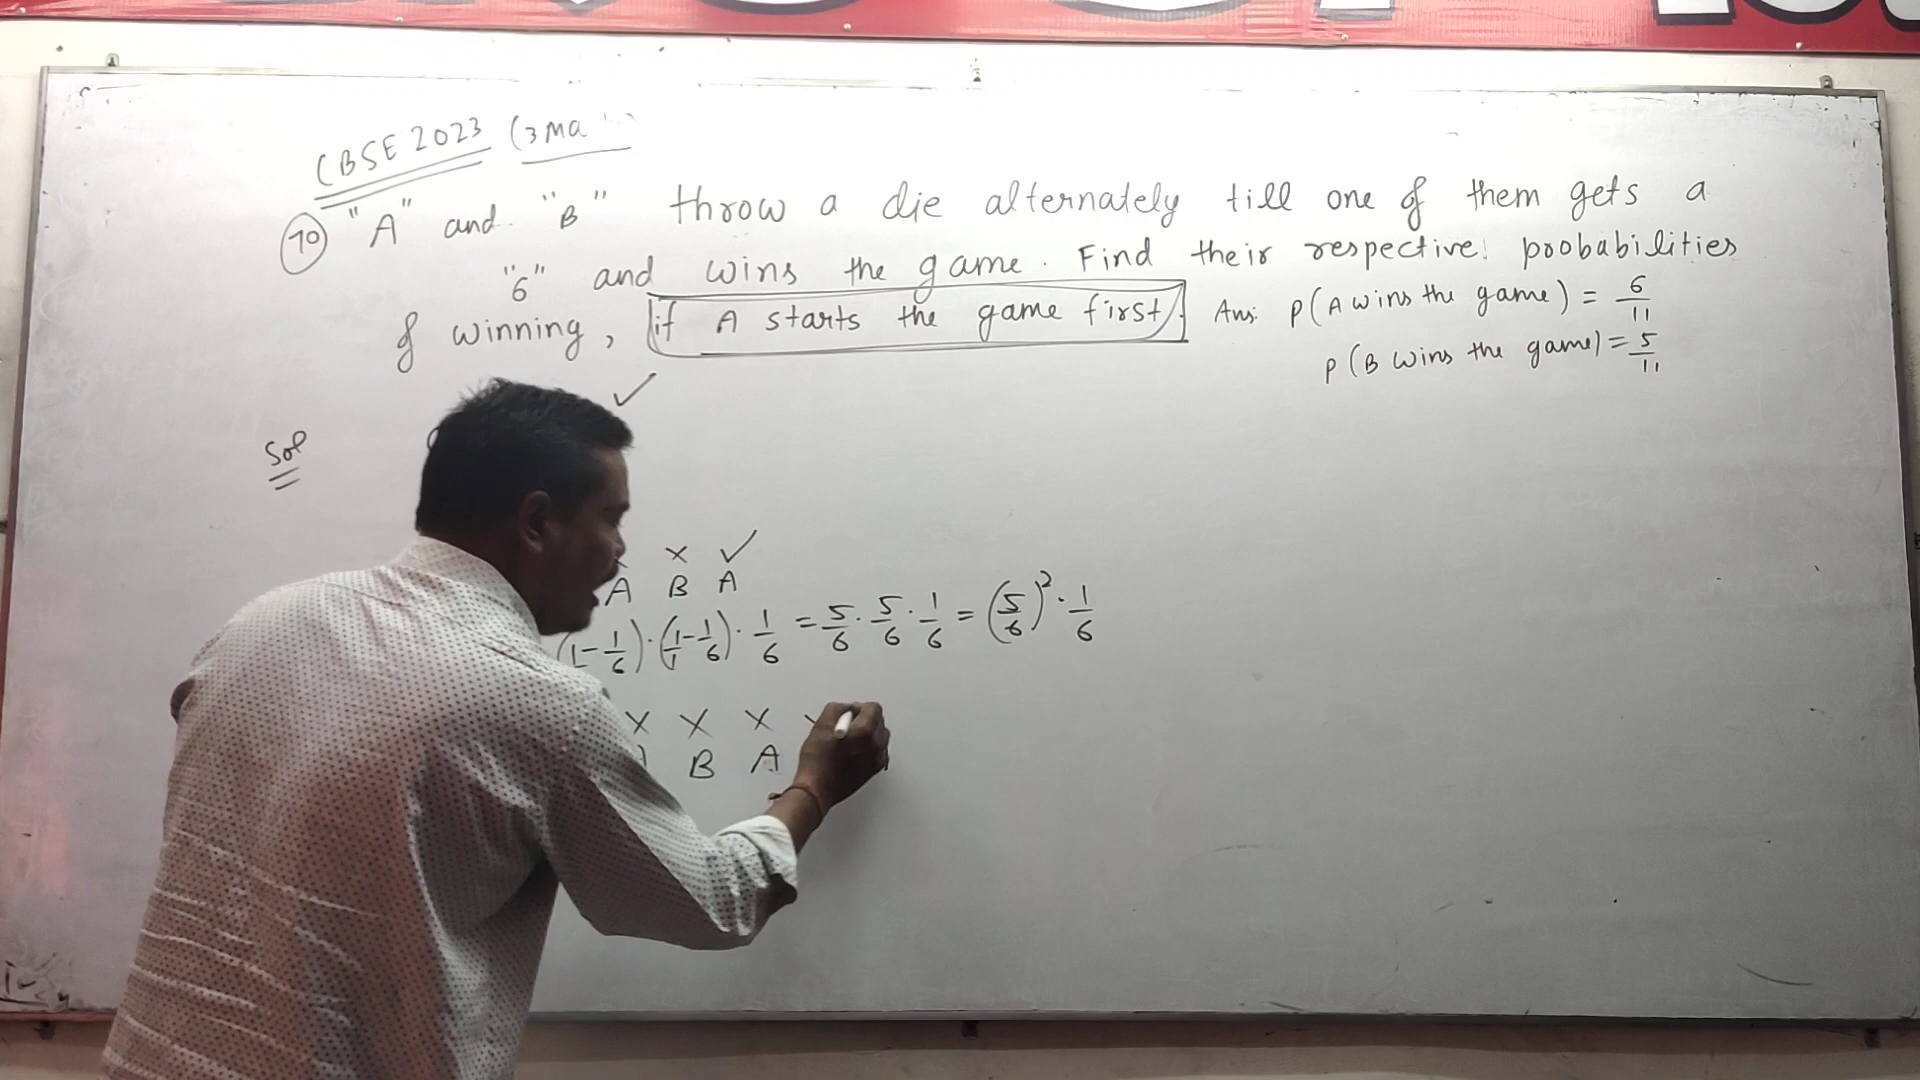 CBSE 2023 (3 Ma
70 "A" and "B" throw a die alternately till one of them gets a
"6" and wins the game. Find their respective probabilities
of winning, if A starts the game first. Ans: P(A wins the game) = 6/11
P(B wins the game) = 5/11
Sol
× ✓
A B A
(1-1/6)·(1/1-1/6)·1/6 = 5/6·5/6·1/6 = (5/6)²·1/6
× × ×
B A